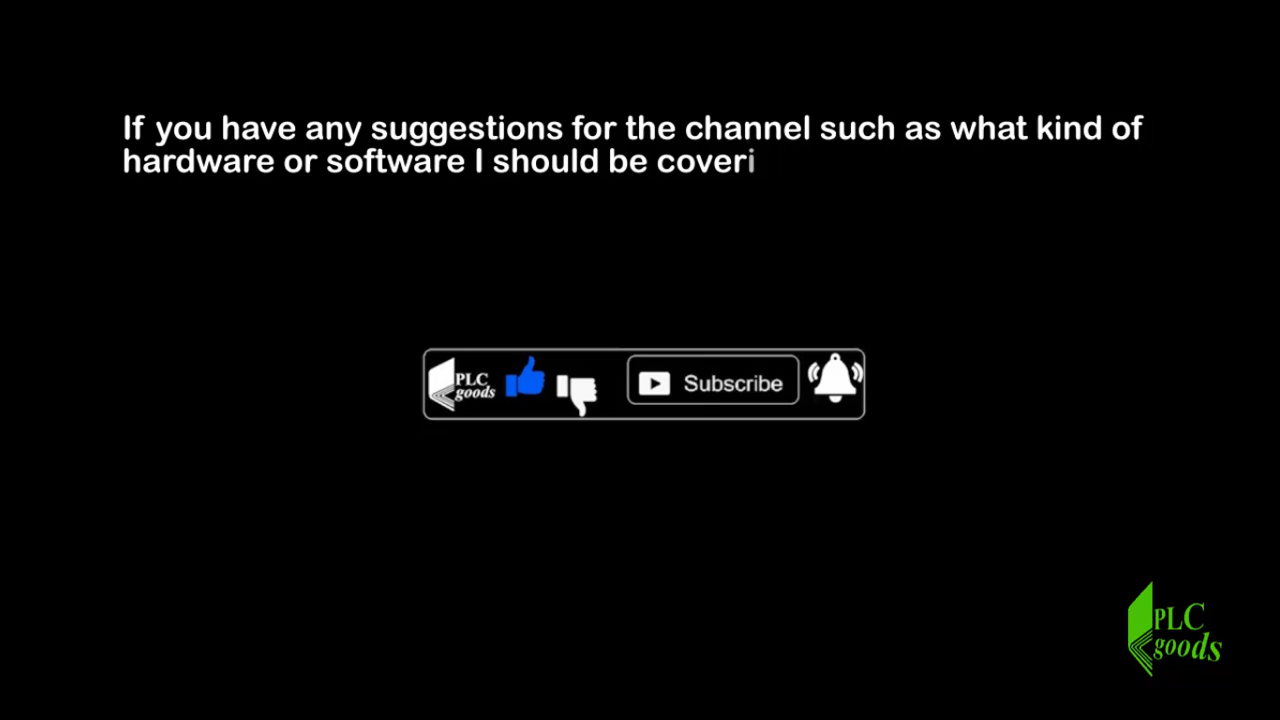 If you have any suggestions for the channel such as what kind of
hardware or software I should be coveri
PLC
goods
Subscribe
PLC
goods